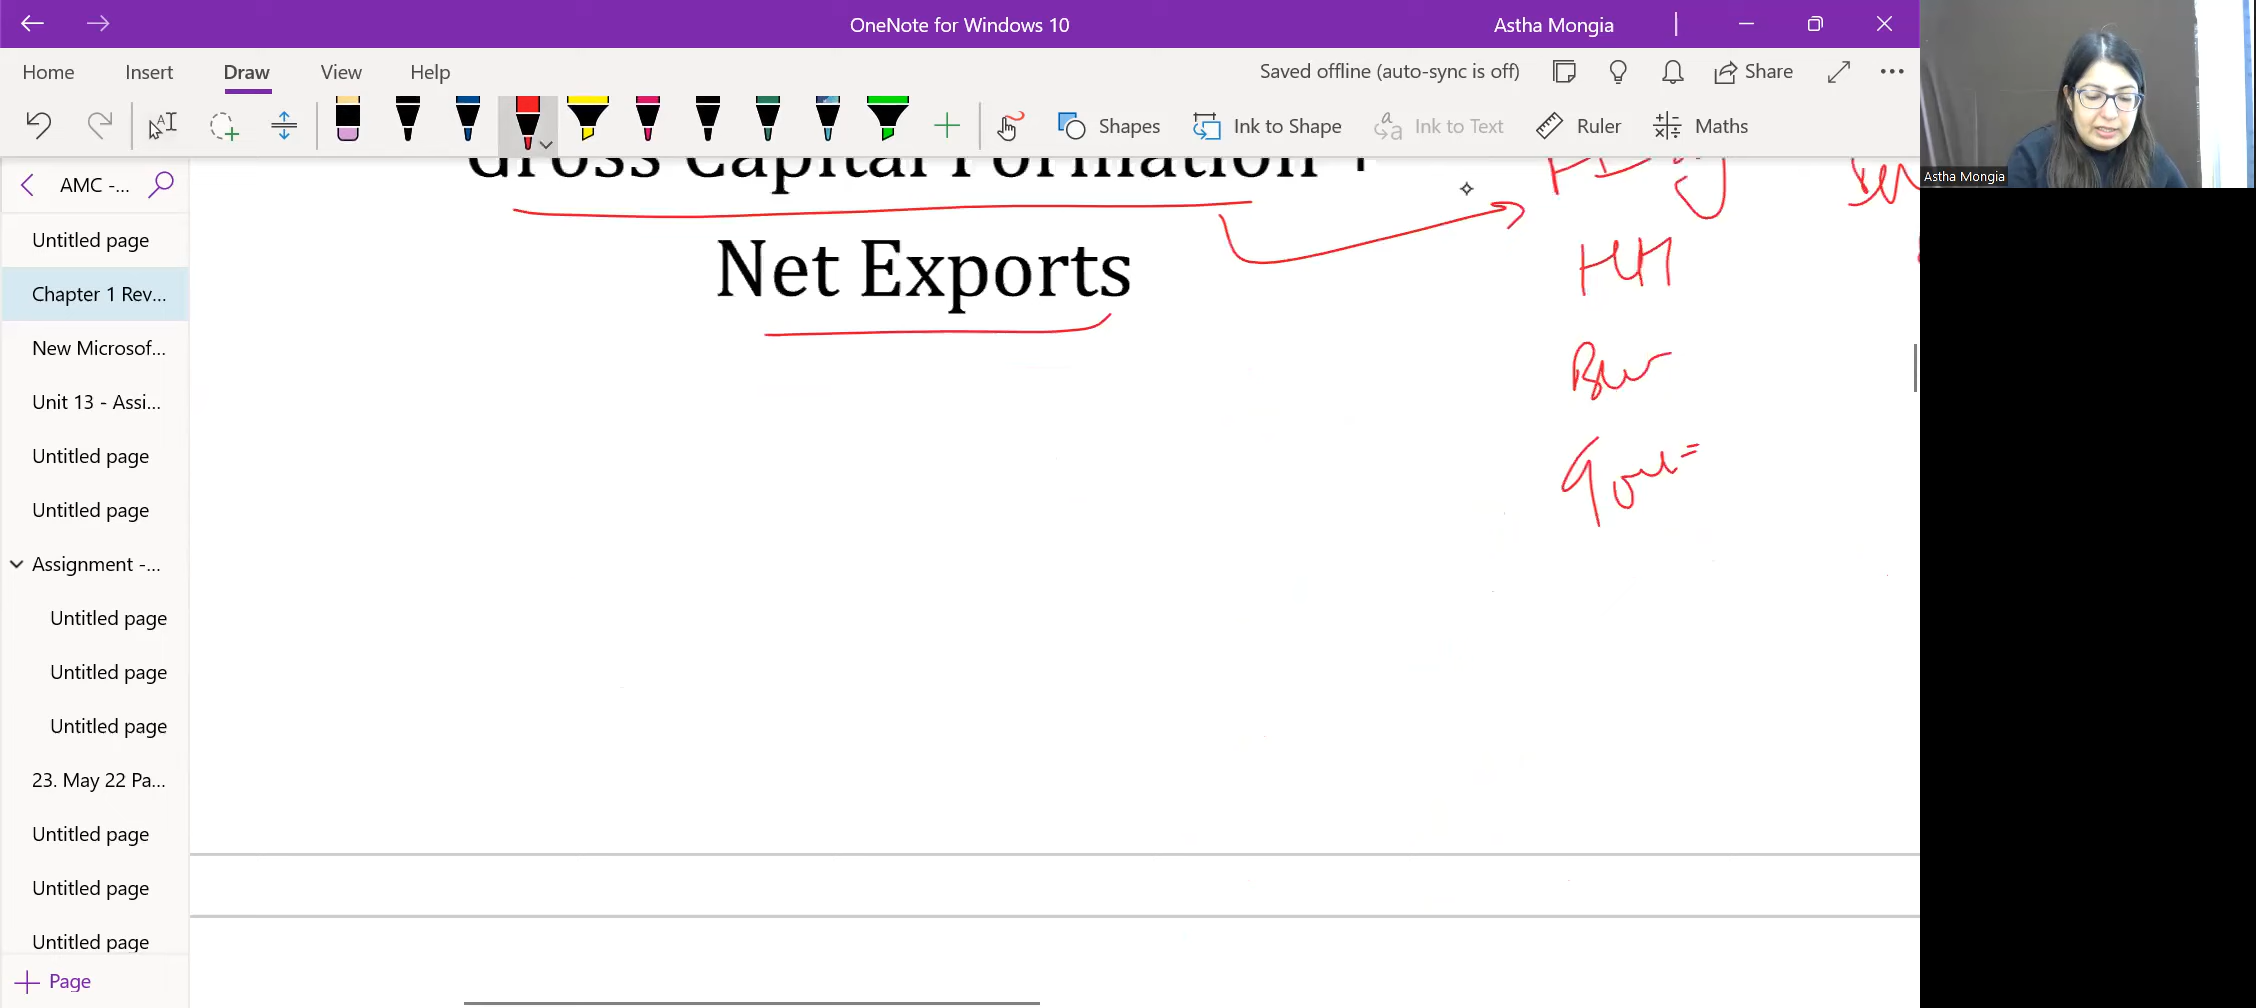 OneNote for Windows 10
Astha Mongia
Home Insert Draw View Help
Saved offline (auto-sync is off)
Share
Shapes
Ink to Shape
Ink to Text
Ruler
Maths
AMC -...
Untitled page
Chapter 1 Rev...
New Microsof...
Unit 13 - Assi...
Untitled page
Untitled page
Assignment -...
Untitled page
Untitled page
Untitled page
23. May 22 Pa...
Untitled page
Untitled page
Untitled page
Page
Gross Capital Formation +
Net Exports
HH
Astha Mongia